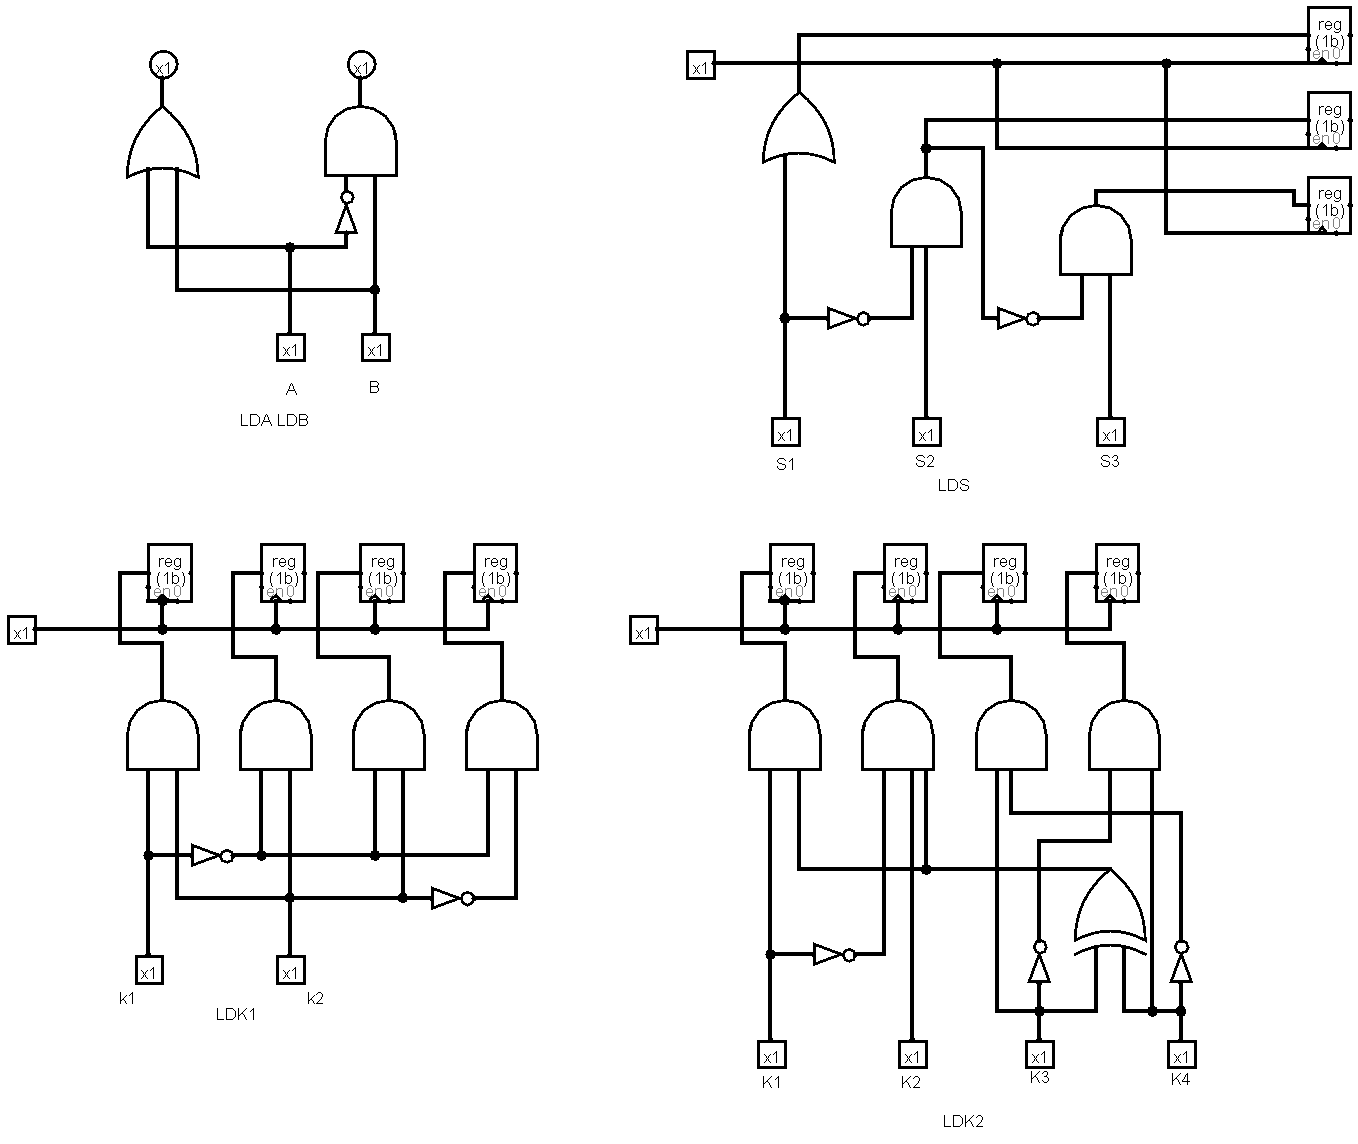 x1
x1
x1
x1
A
B
LDA LDB
x1
reg
(1b)
en0
reg
(1b)
en0
reg
(1b)
en0
x1
x1
x1
S1
S2
S3
LDS
reg
(1b)
en0
reg
(1b)
en0
reg
(1b)
en0
reg
(1b)
en0
x1
x1
x1
k1
k2
LDK1
reg
(1b)
en0
reg
(1b)
en0
reg
(1b)
en0
reg
(1b)
en0
x1
x1
x1
x1
x1
K1
K2
K3
K4
LDK2